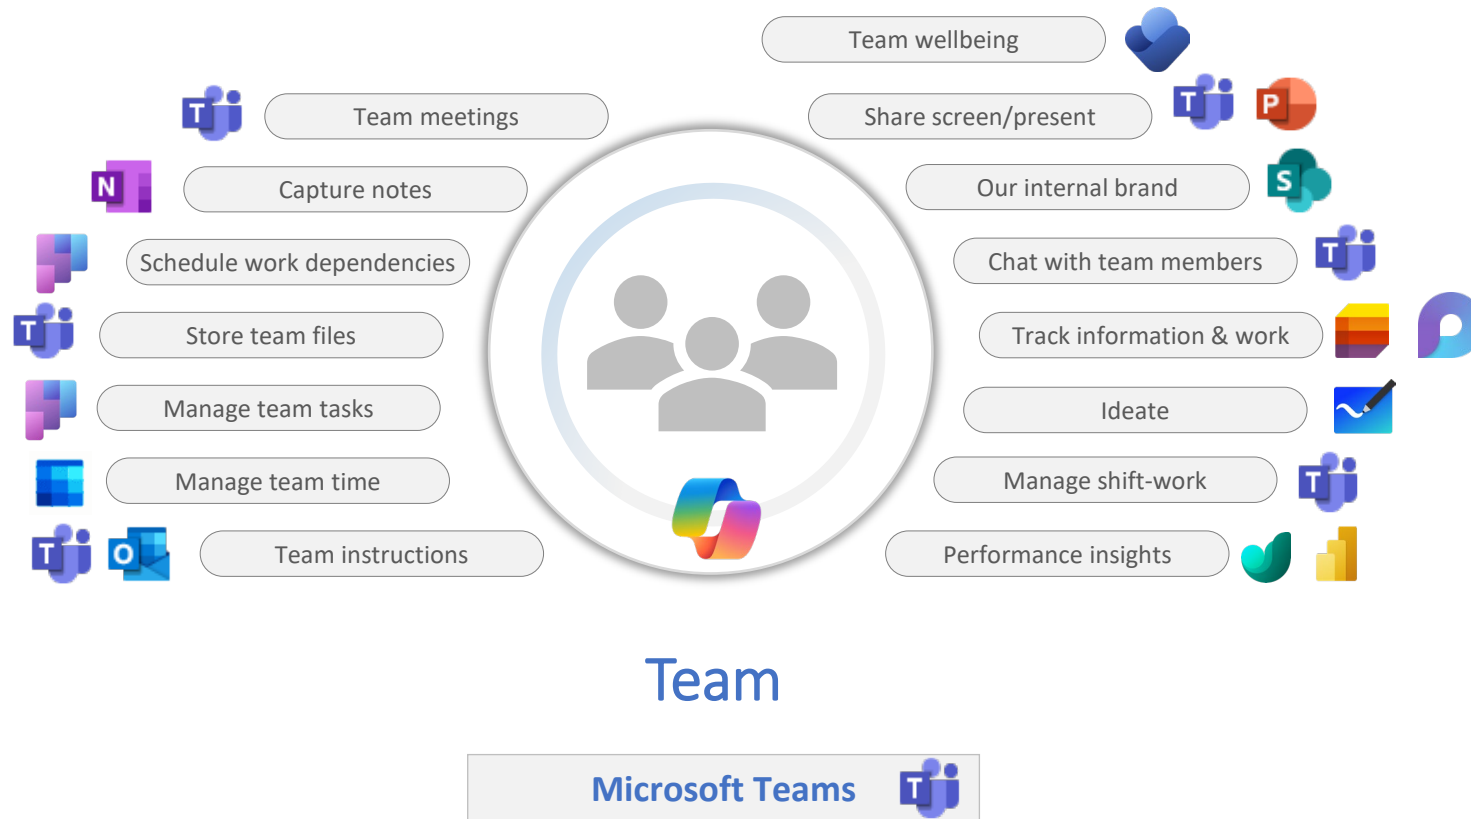 Team wellbeing
Team meetings
Share screen/present
Capture notes
Our internal brand
Schedule work dependencies
Chat with team members
Store team files
Track information & work
Manage team tasks
Ideate
Manage team time
Manage shift-work
Team instructions
Performance insights
T
T
P
N
S
T
T
T
T
O
Team
Microsoft Teams
T